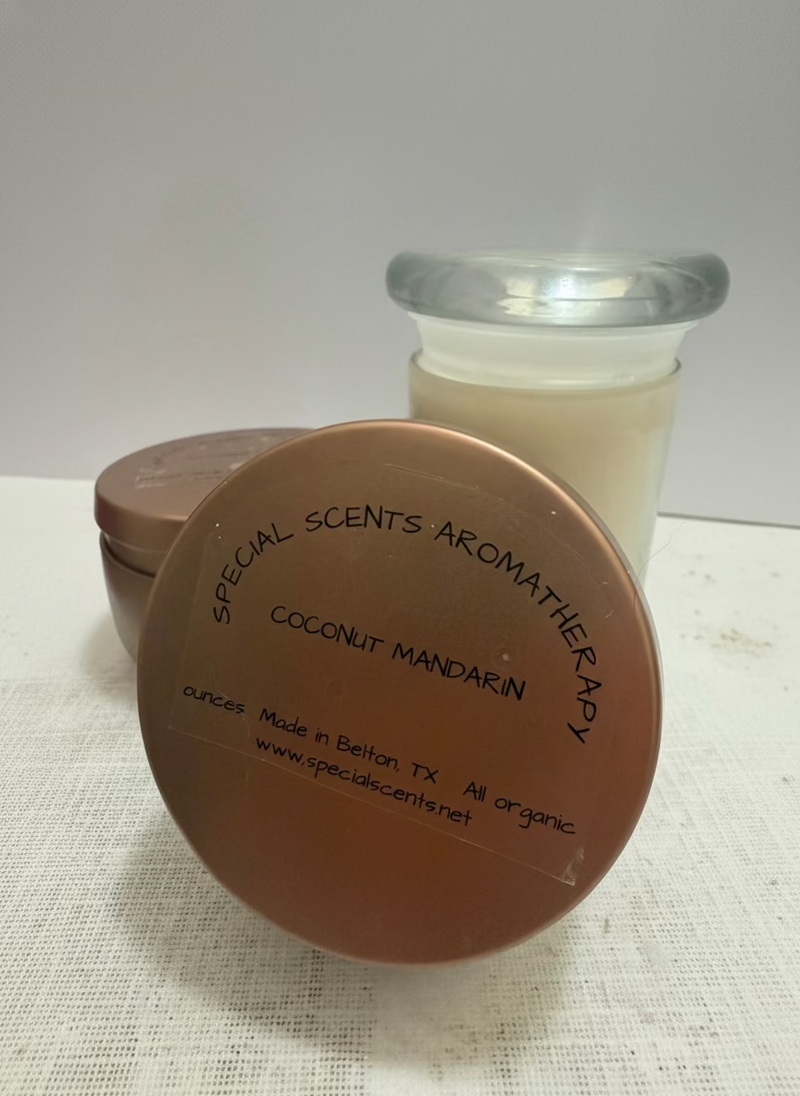 SPECIAL SCENTS AROMATHERAPY
COCONUT MANDARIN
ounces Made in Belton, TX All organic
www.specialscents.net